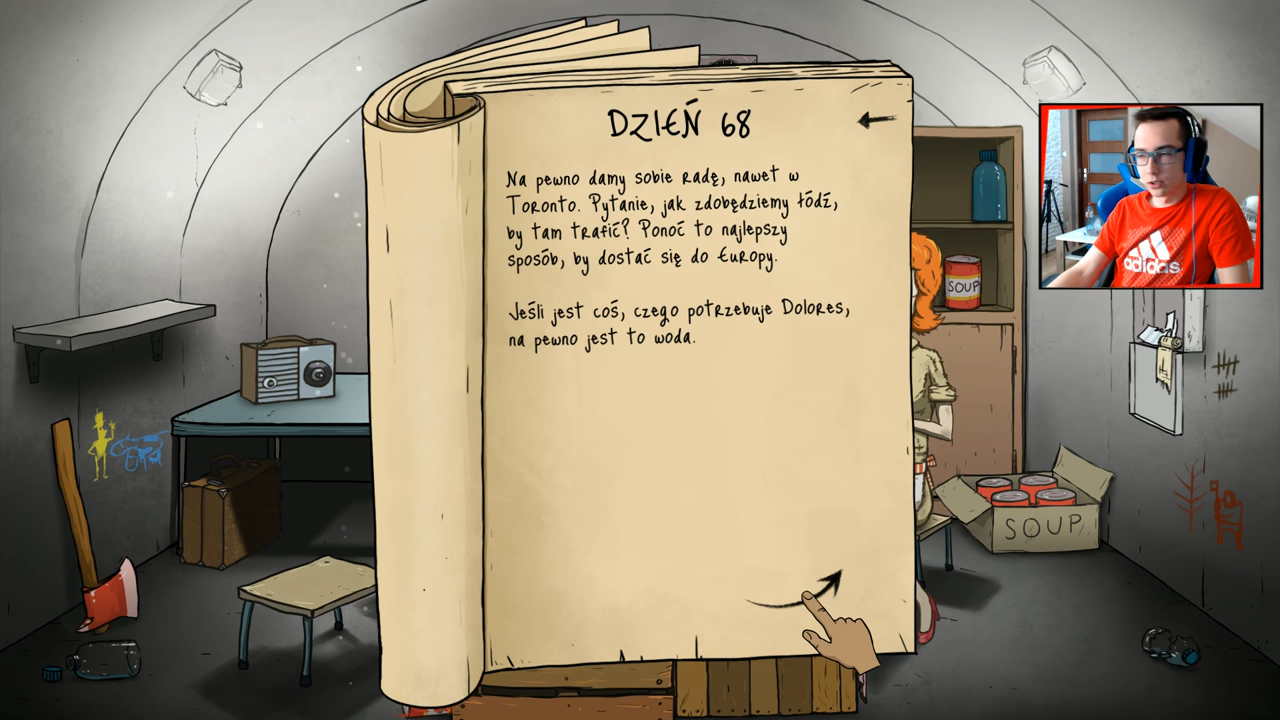 DZIEŃ 68
Na pewno damy sobie radę, nawet w
Toronto. Pytanie, jak zdobędziemy łódź,
by tam trafić? Ponoć to najlepszy
sposób, by dostać się do Europy.
Jeśli jest coś, czego potrzebuje Dolores,
na pewno jest to woda.
SOUP
adidas
SOUP